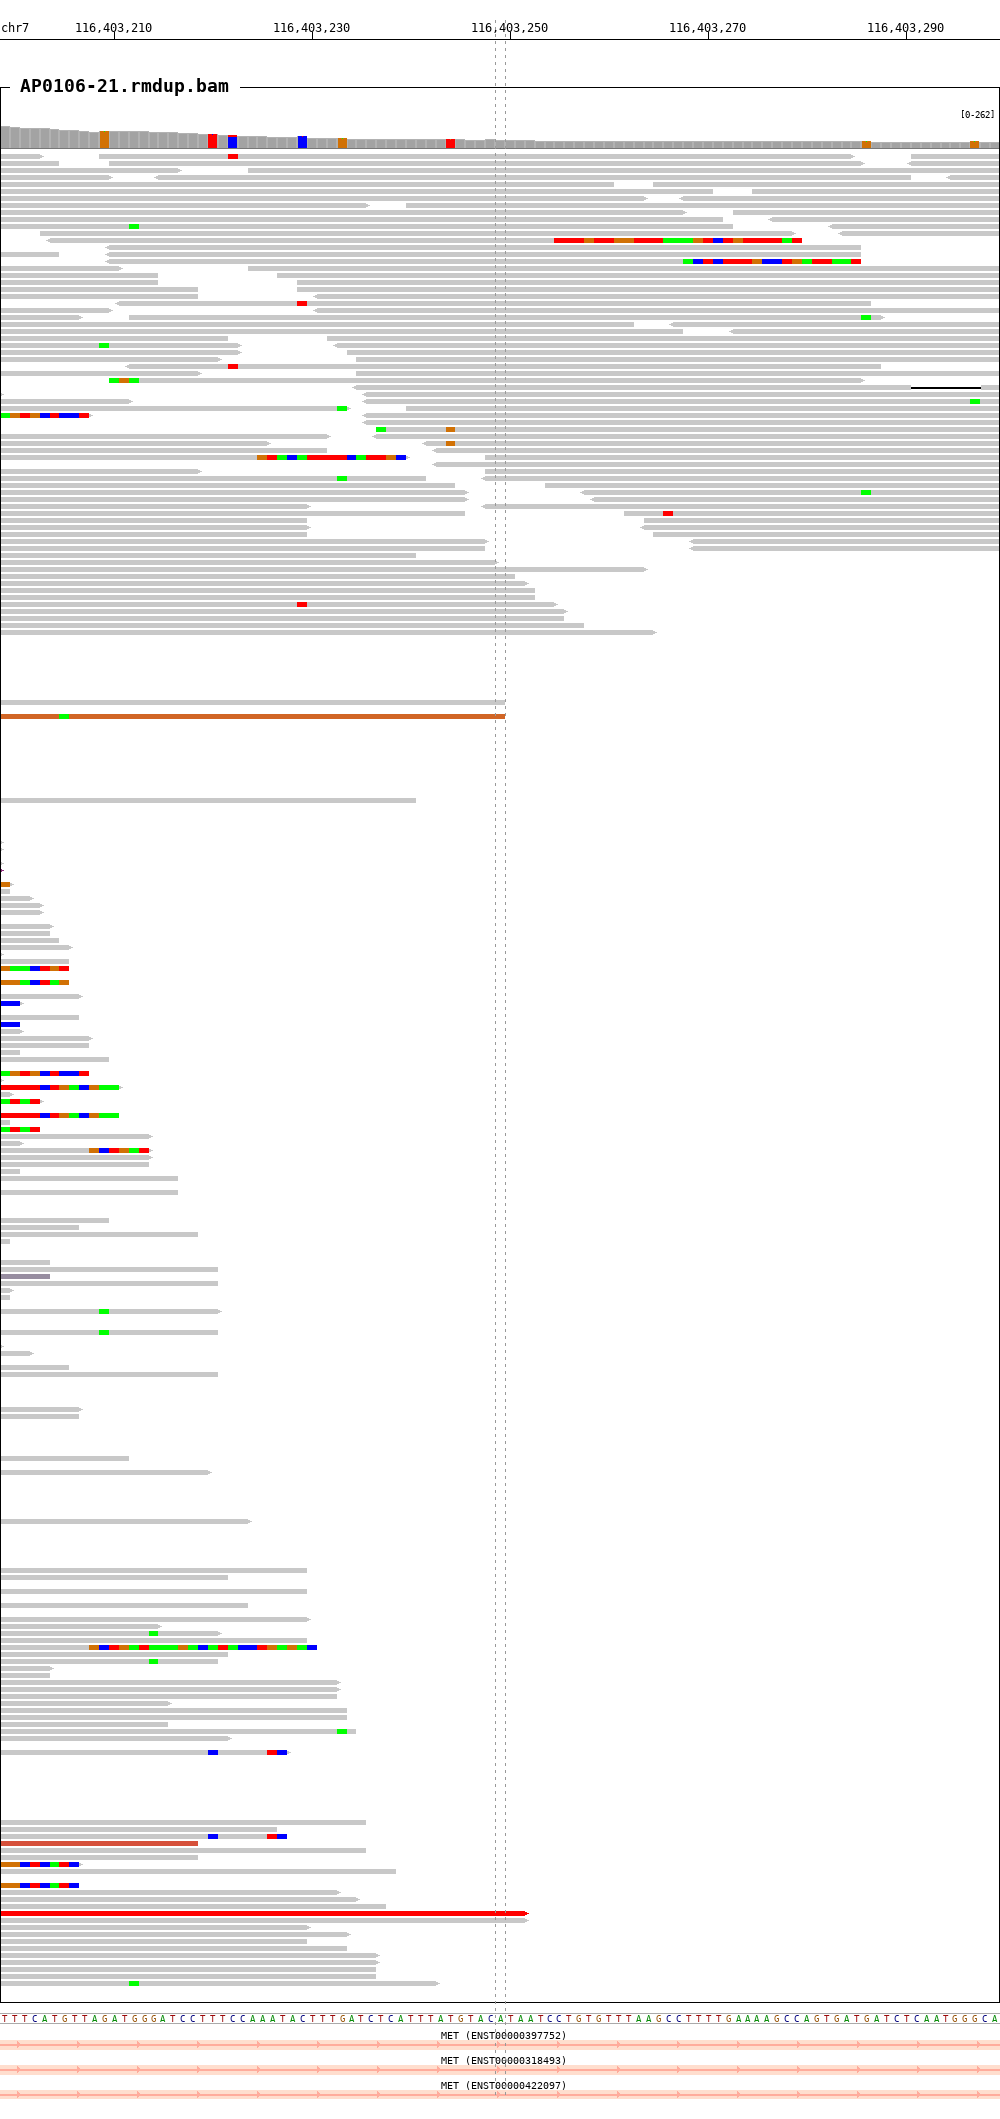 chr7 116,403,210 116,403,230 116,403,250 116,403,270 116,403,290
AP0106-21.rmdup.bam
[0-262]
TTTCATGTTAGATGGGATCCTTTCCAAATACTTTGATCTCATTTATGTACATAATCCTGTGTTTAAGCCTTTTGAAAAGCCAGTGATGATCTCAATGGGCA
MET (ENST00000397752)
MET (ENST00000318493)
MET (ENST00000422097)